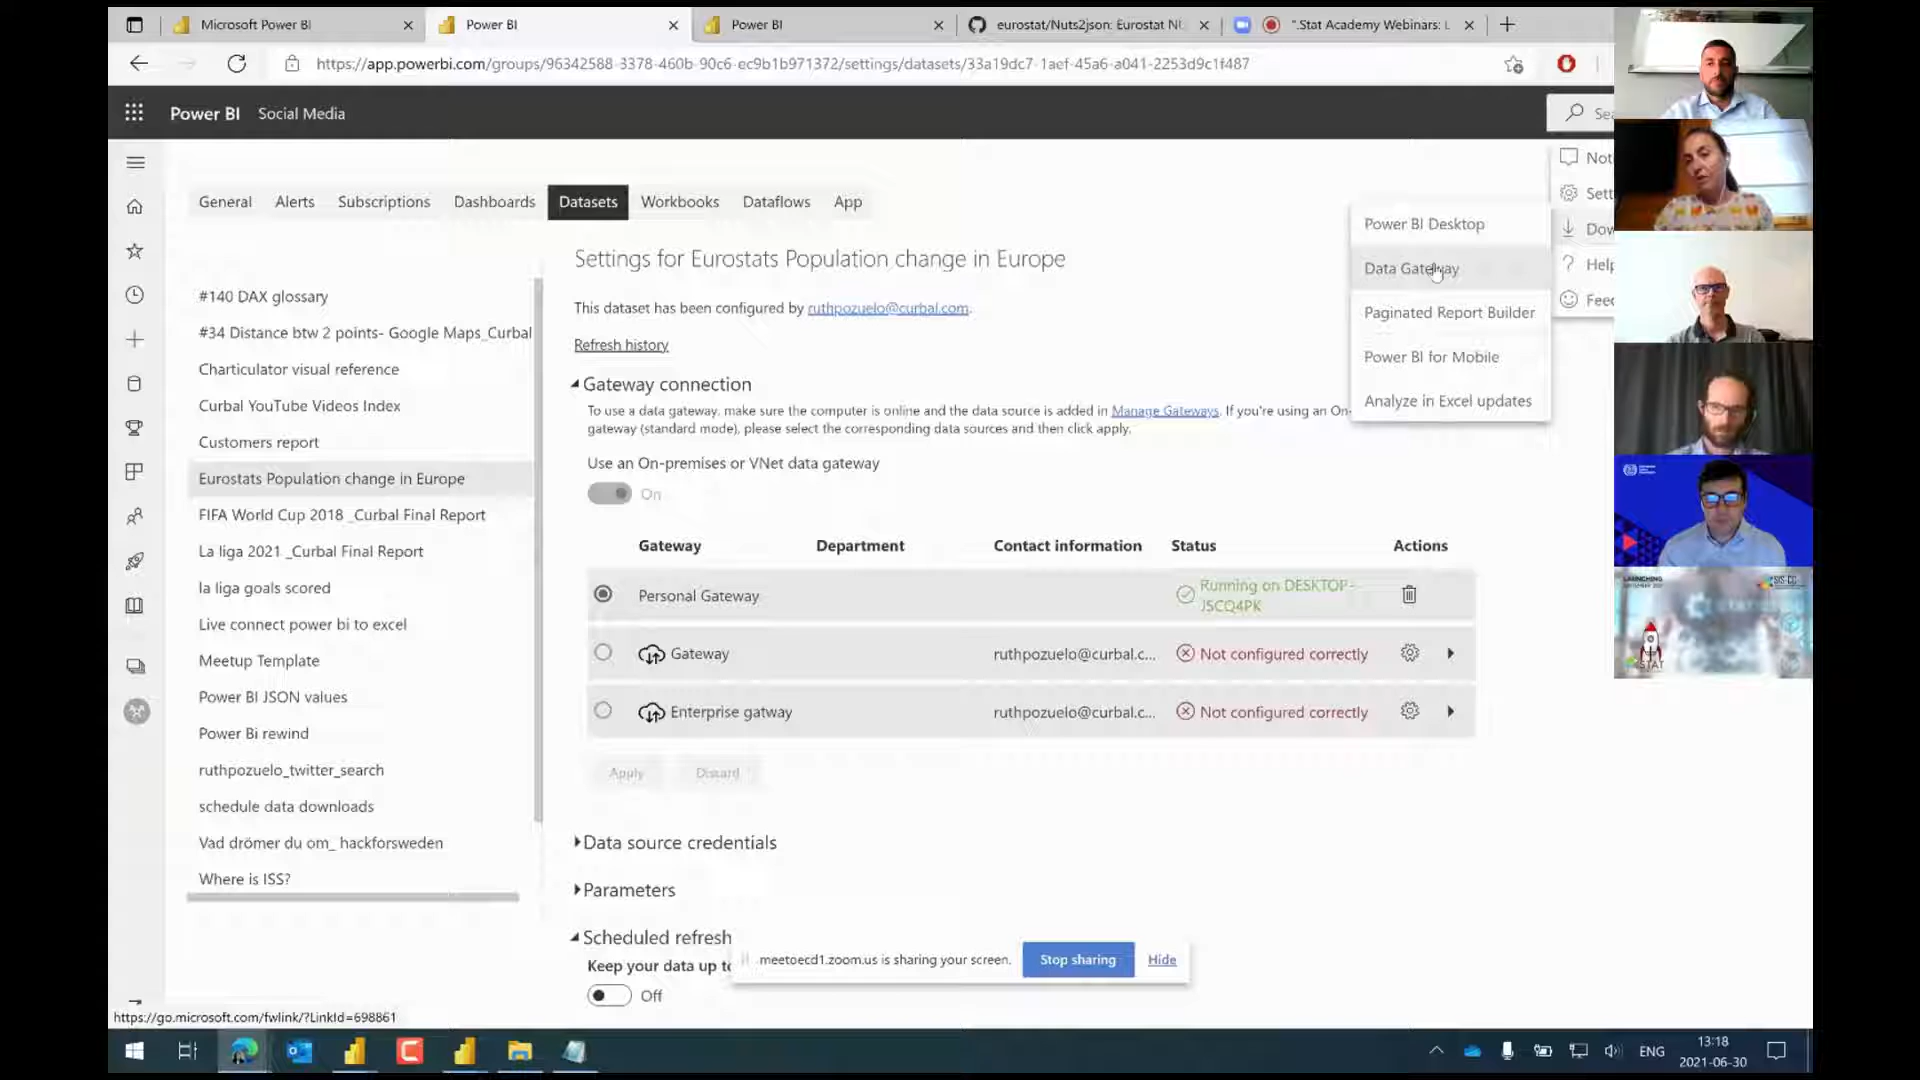 Microsoft Power BI
Power BI
Power BI
eurostat/Nuts2json: Eurostat NU
".Stat Academy Webinars: L
https://app.powerbi.com/groups/96342588-3378-460b-90c6-ec9b1b971372/settings/datasets/33a19dc7-1aef-45a6-a041-2253d9c1f487
Power BI Social Media
Sea
Not
Sett
Dow
Help
Feed
Power BI Desktop
Data Gateway
Paginated Report Builder
Power BI for Mobile
Analyze in Excel updates
General Alerts Subscriptions Dashboards Datasets Workbooks Dataflows App
#140 DAX glossary
#34 Distance btw 2 points- Google Maps_Curbal
Charticulator visual reference
Curbal YouTube Videos Index
Customers report
Eurostats Population change in Europe
FIFA World Cup 2018 _Curbal Final Report
La liga 2021 _Curbal Final Report
la liga goals scored
Live connect power bi to excel
Meetup Template
Power BI JSON values
Power Bi rewind
ruthpozuelo_twitter_search
schedule data downloads
Vad drömer du om_ hackforsweden
Where is ISS?
Settings for Eurostats Population change in Europe
This dataset has been configured by ruthpozuelo@curbal.com.
Refresh history
Gateway connection
To use a data gateway, make sure the computer is online and the data source is added in Manage Gateways. If you're using an On-
gateway (standard mode), please select the corresponding data sources and then click apply.
Use an On-premises or VNet data gateway
On
Gateway Department Contact information Status Actions
Personal Gateway Running on DESKTOP-
JSCQ4PK
Gateway ruthpozuelo@curbal.c... Not configured correctly
Enterprise gatway ruthpozuelo@curbal.c... Not configured correctly
Apply Discard
Data source credentials
Parameters
Scheduled refresh
Keep your data up to
Off
meetoecd1.zoom.us is sharing your screen. Stop sharing Hide
https://go.microsoft.com/fwlink/?LinkId=698861
LAUNCHING
SIS-CC
STAT
ENG
13:18
2021-06-30